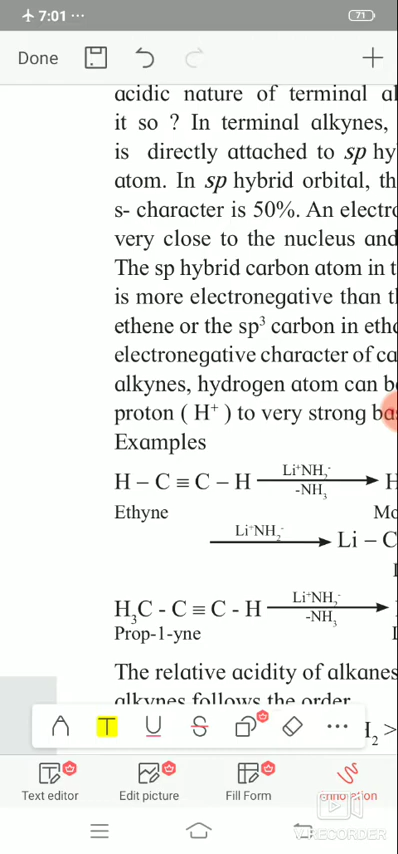 7:01 ...
71
Done
acidic nature of terminal al
it so ? In terminal alkynes,
is directly attached to sp hy
atom. In sp hybrid orbital, th
s- character is 50%. An electro
very close to the nucleus and
The sp hybrid carbon atom in t
is more electronegative than t
ethene or the sp³ carbon in etha
electronegative character of ca
alkynes, hydrogen atom can b
proton ( H⁺ ) to very strong bas
Examples
H – C ≡ C – H Li⁺NH₂⁻ -NH₃ H
Ethyne Mo
Li⁺NH₂⁻ Li – C
H₃C - C ≡ C - H Li⁺NH₂⁻ -NH₃
Prop-1-yne
The relative acidity of alkanes
alkynes follows the order
H₂ >
Text editor
Edit picture
Fill Form
Annotation
V RECORDER